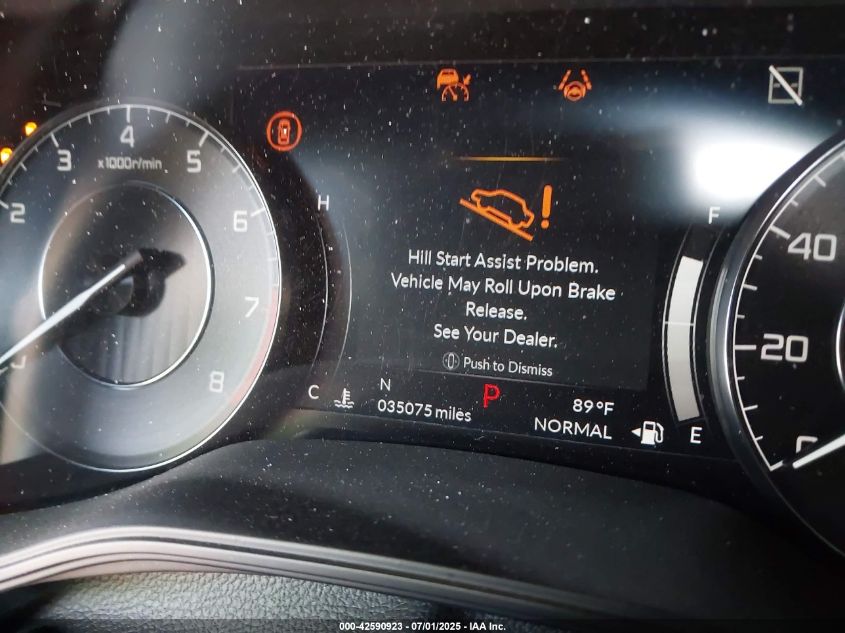 4
3
5
x1000r/min
2
6
7
8
H
C
Hill Start Assist Problem.
Vehicle May Roll Upon Brake
Release.
See Your Dealer.
Push to Dismiss
N
035075 miles
P
89°F
NORMAL
F
E
40
20
000-42590923 - 07/01/2025 - IAA Inc.